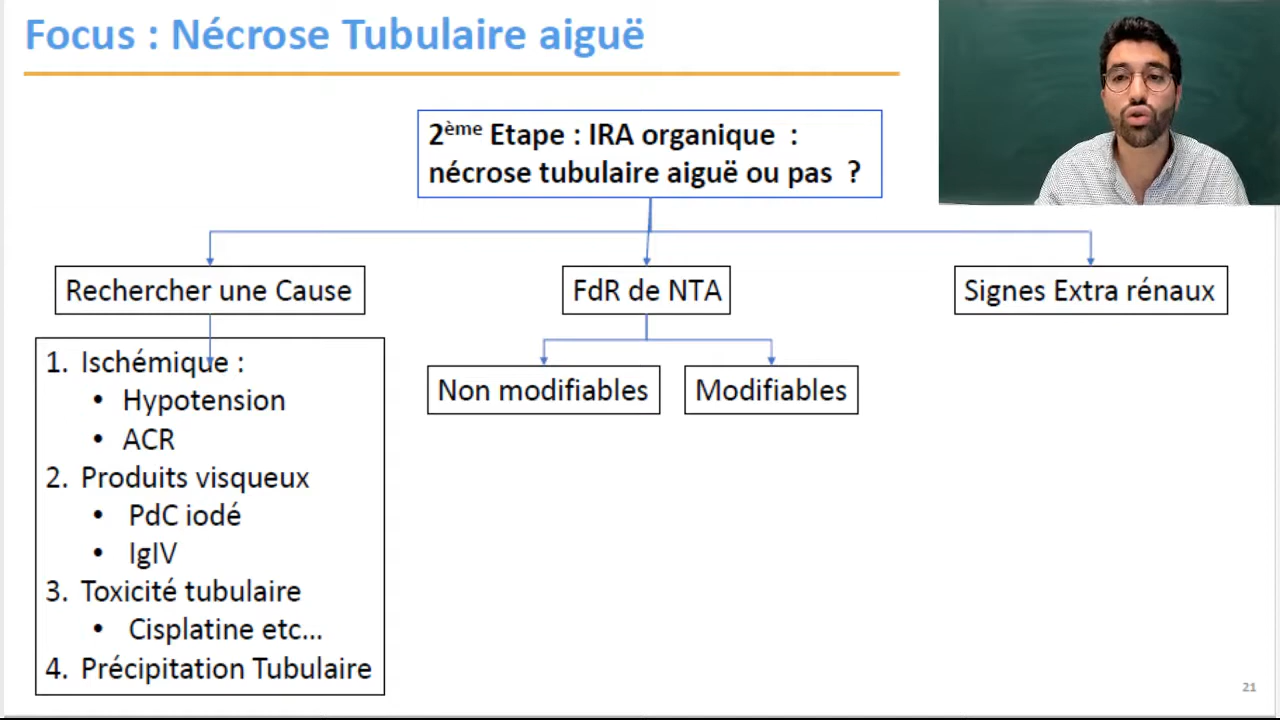 Focus : Nécrose Tubulaire aiguë
2ème Etape : IRA organique :
nécrose tubulaire aiguë ou pas ?
Rechercher une Cause
FdR de NTA
Signes Extra rénaux
1. Ischémique :
• Hypotension
• ACR
2. Produits visqueux
• PdC iodé
• IgIV
3. Toxicité tubulaire
• Cisplatine etc...
4. Précipitation Tubulaire
Non modifiables
Modifiables
21